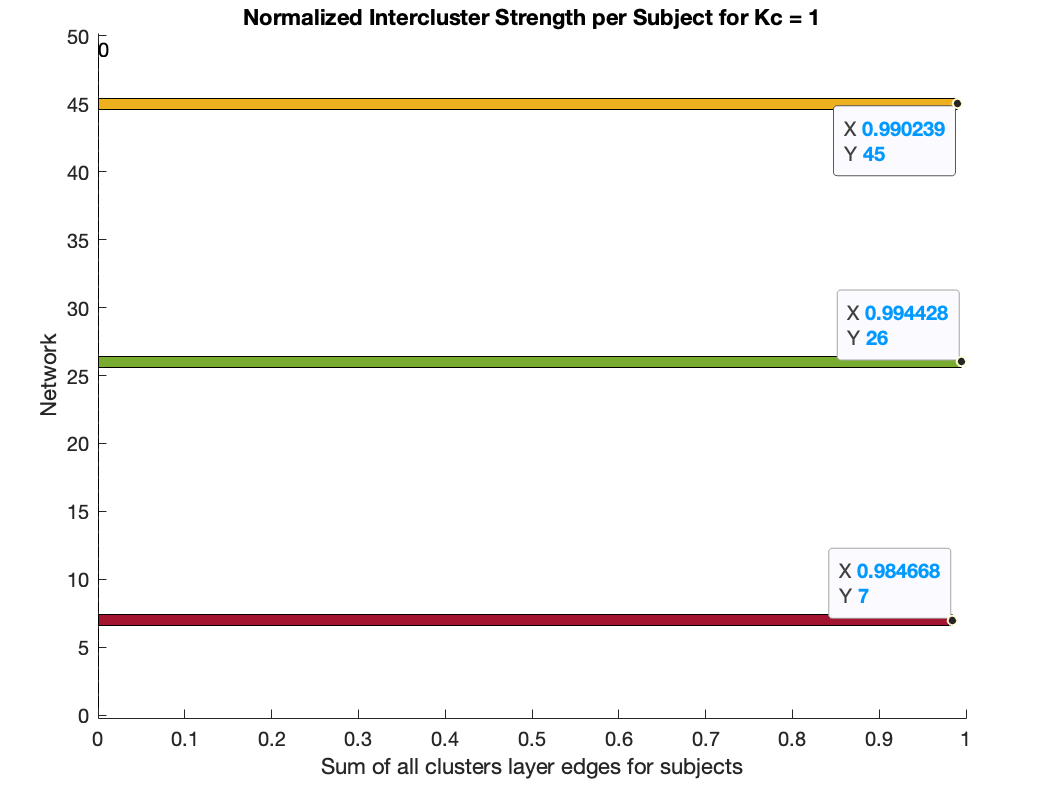 Normalized Intercluster Strength per Subject for Kc = 1
50
0
45
X 0.990239
Y 45
40
35
30
X 0.994428
Y 26
Network
25
20
15
10
X 0.984668
Y 7
5
0
0 0.1 0.2 0.3 0.4 0.5 0.6 0.7 0.8 0.9 1
Sum of all clusters layer edges for subjects